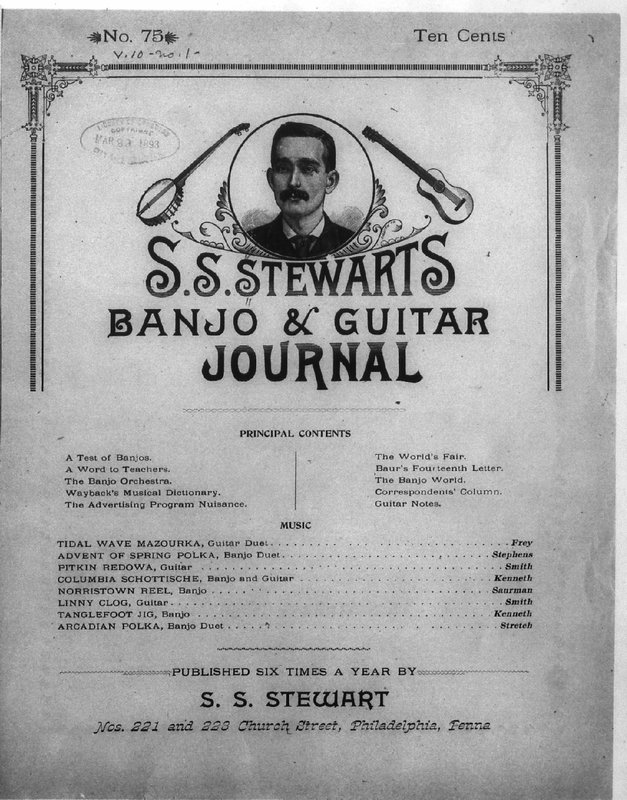 No. 75
Ten Cents
v.10-no.1-
MAR 1893
S.S. STEWARTS
BANJO & GUITAR
JOURNAL
PRINCIPAL CONTENTS
A Test of Banjos.
A Word to Teachers.
The Banjo Orchestra.
Wayback's Musical Dictionary.
The Advertising Program Nuisance.
The World's Fair.
Baur's Fourteenth Letter.
The Banjo World.
Correspondents' Column.
Guitar Notes.
MUSIC
TIDAL WAVE MAZOURKA, Guitar Duet. Frey
ADVENT OF SPRING POLKA, Banjo Duet. Stephens
PITKIN REDOWA, Guitar Smith
COLUMBIA SCHOTTISCHE, Banjo and Guitar Kenneth
NORRISTOWN REEL, Banjo Saurman
LINNY CLOG, Guitar Smith
TANGLEFOOT JIG, Banjo Kenneth
ARCADIAN POLKA, Banjo Duet Stretch
PUBLISHED SIX TIMES A YEAR BY
S. S. STEWART
Nos. 221 and 223 Church Street, Philadelphia, Penna